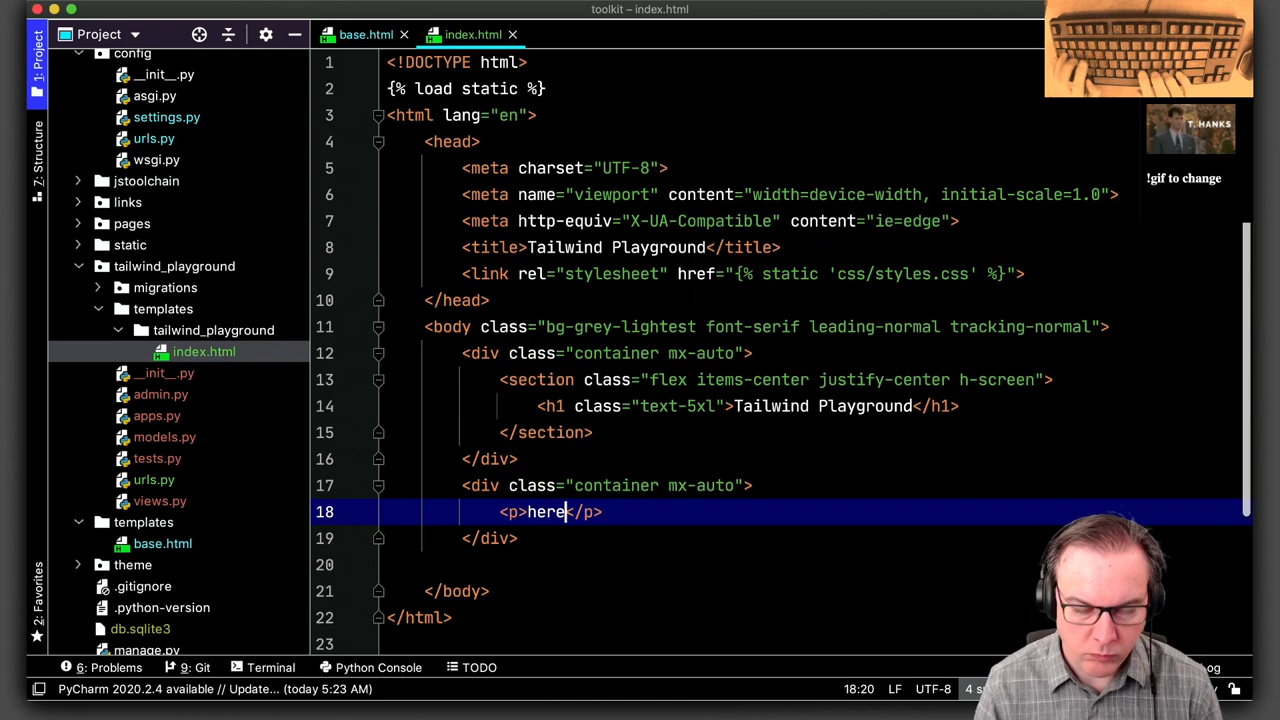 toolkit – index.html
Project
base.html
index.html
1: Project
7: Structure
2: Favorites
config
__init__.py
asgi.py
settings.py
urls.py
wsgi.py
jstoolchain
links
pages
static
tailwind_playground
migrations
templates
tailwind_playground
index.html
__init__.py
admin.py
apps.py
models.py
tests.py
urls.py
views.py
templates
base.html
theme
.gitignore
.python-version
db.sqlite3
manage.py
1 <!DOCTYPE html>
2 {% load static %}
3 <html lang="en">
4 <head>
5 <meta charset="UTF-8">
6 <meta name="viewport" content="width=device-width, initial-scale=1.0">
7 <meta http-equiv="X-UA-Compatible" content="ie=edge">
8 <title>Tailwind Playground</title>
9 <link rel="stylesheet" href="{% static 'css/styles.css' %}">
10 </head>
11 <body class="bg-grey-lightest font-serif leading-normal tracking-normal">
12 <div class="container mx-auto">
13 <section class="flex items-center justify-center h-screen">
14 <h1 class="text-5xl">Tailwind Playground</h1>
15 </section>
16 </div>
17 <div class="container mx-auto">
18 <p>here</p>
19 </div>
20
21 </body>
22 </html>
23
T. HANKS
!gif to change
6: Problems
9: Git
Terminal
Python Console
TODO
PyCharm 2020.2.4 available // Update... (today 5:23 AM)
18:20
LF
UTF-8